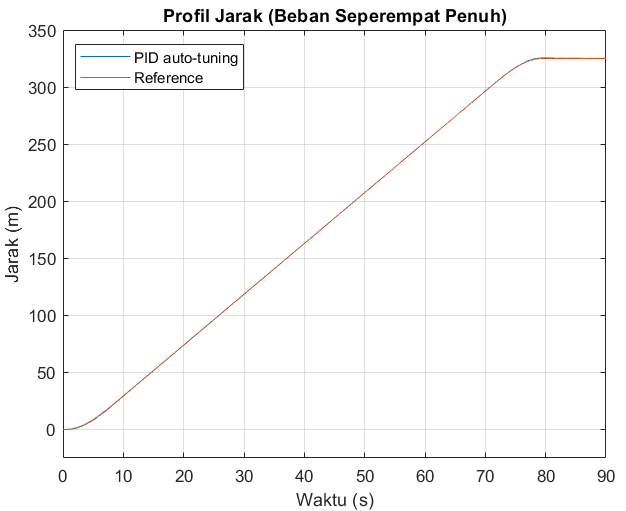 Profil Jarak (Beban Seperempat Penuh)
350
300
250
200
150
100
50
0
Jarak (m)
PID auto-tuning
Reference
0 10 20 30 40 50 60 70 80 90
Waktu (s)